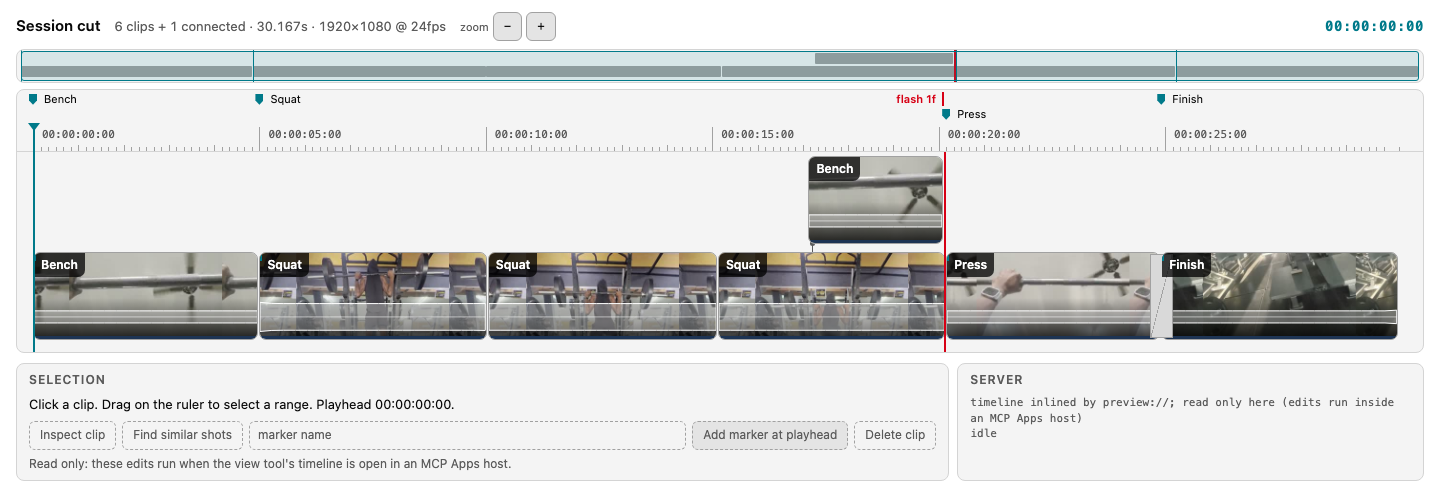 Session cut 6 clips + 1 connected · 30.167s · 1920×1080 @ 24fps zoom − + 00:00:00:00
Bench Squat flash 1f Finish
Press
00:00:00:00 00:00:05:00 00:00:10:00 00:00:15:00 00:00:20:00 00:00:25:00
Bench
Bench Squat Squat Squat Press Finish
SELECTION
Click a clip. Drag on the ruler to select a range. Playhead 00:00:00:00.
Inspect clip Find similar shots marker name Add marker at playhead Delete clip
Read only: these edits run when the view tool's timeline is open in an MCP Apps host.
SERVER
timeline inlined by preview://; read only here (edits run inside
an MCP Apps host)
idle